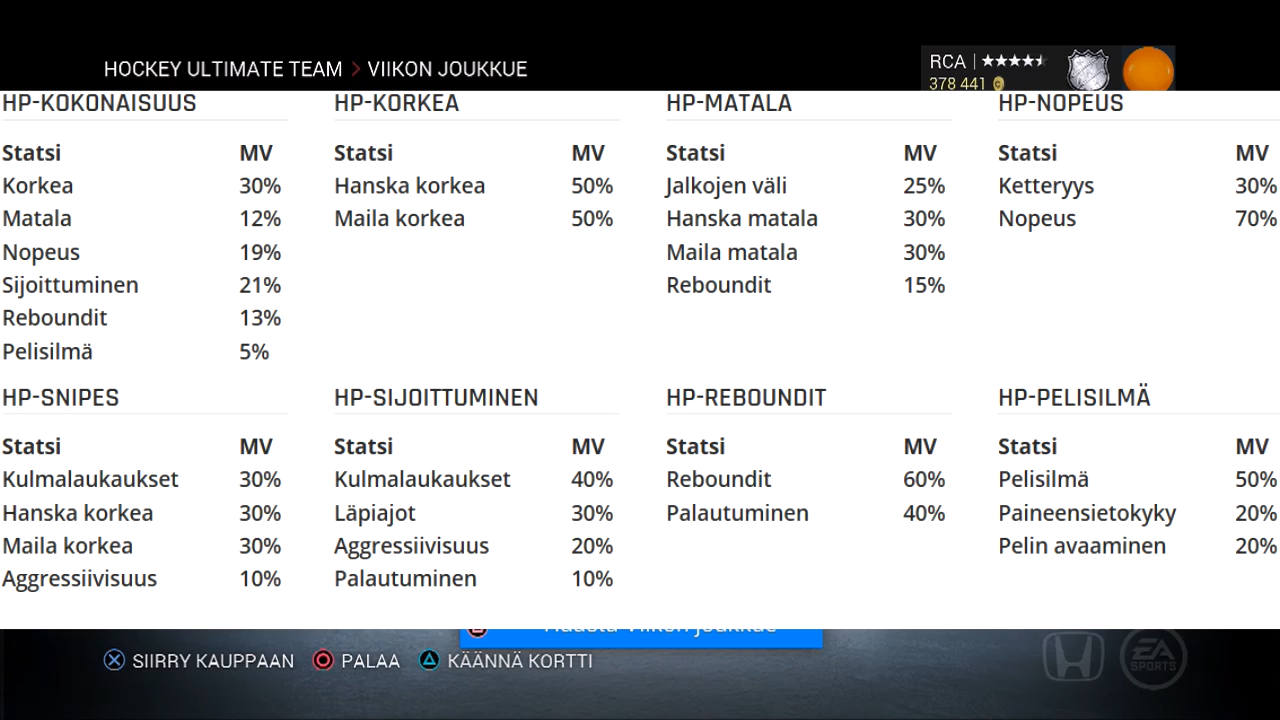 HOCKEY ULTIMATE TEAM > VIIKON JOUKKUE
RCA | ★★★★⯨
378 441
HP-KOKONAISUUS HP-KORKEA HP-MATALA HP-NOPEUS
Statsi MV Statsi MV Statsi MV Statsi MV
Korkea 30% Hanska korkea 50% Jalkojen väli 25% Ketteryys 30%
Matala 12% Maila korkea 50% Hanska matala 30% Nopeus 70%
Nopeus 19% Maila matala 30%
Sijoittuminen 21% Reboundit 15%
Reboundit 13%
Pelisilmä 5%
HP-SNIPES HP-SIJOITTUMINEN HP-REBOUNDIT HP-PELISILMÄ
Statsi MV Statsi MV Statsi MV Statsi MV
Kulmalaukaukset 30% Kulmalaukaukset 40% Reboundit 60% Pelisilmä 50%
Hanska korkea 30% Läpiajot 30% Palautuminen 40% Paineensietokyky 20%
Maila korkea 30% Aggressiivisuus 20% Pelin avaaminen 20%
Aggressiivisuus 10% Palautuminen 10%
Viikon joukkue
SIIRRY KAUPPAAN PALAA KÄÄNNÄ KORTTI
EA
SPORTS